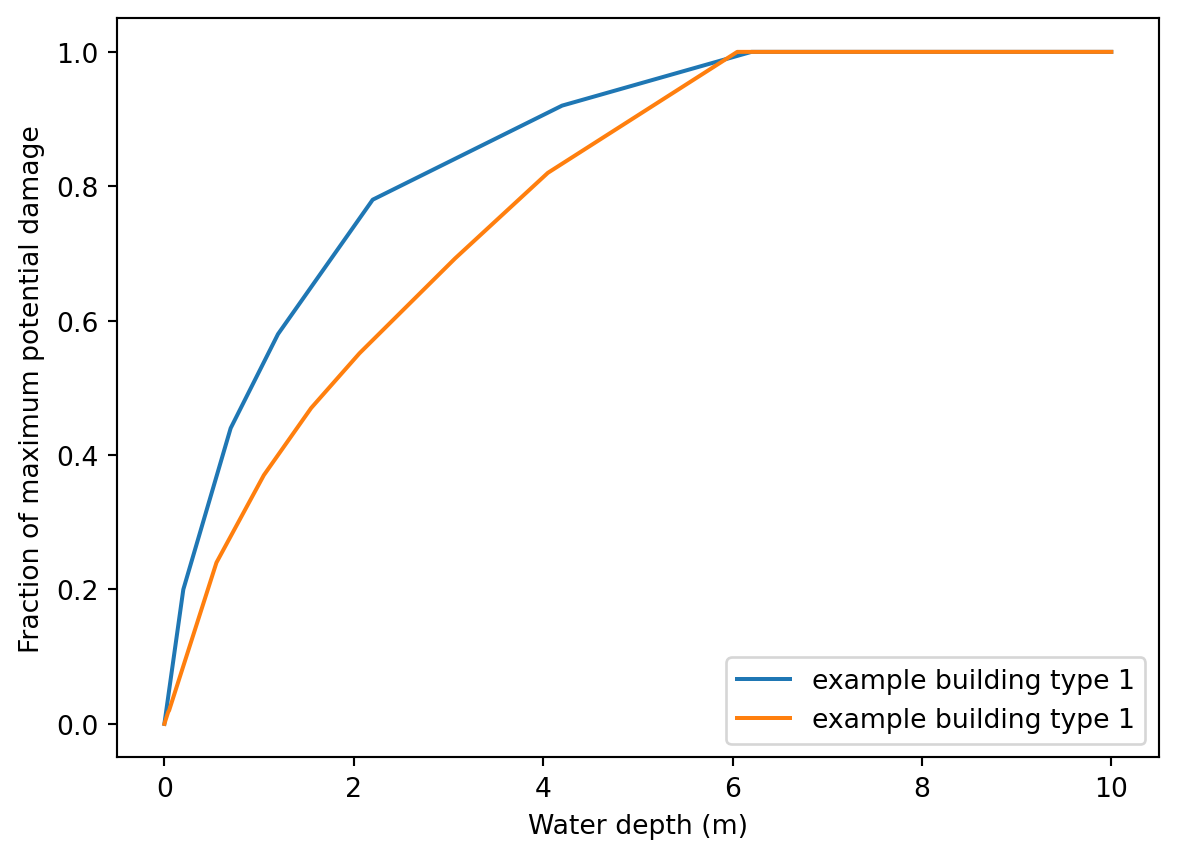 Fraction of maximum potential damage
1.0
0.8
0.6
0.4
0.2
0.0
example building type 1
example building type 1
0 2 4 6 8 10
Water depth (m)